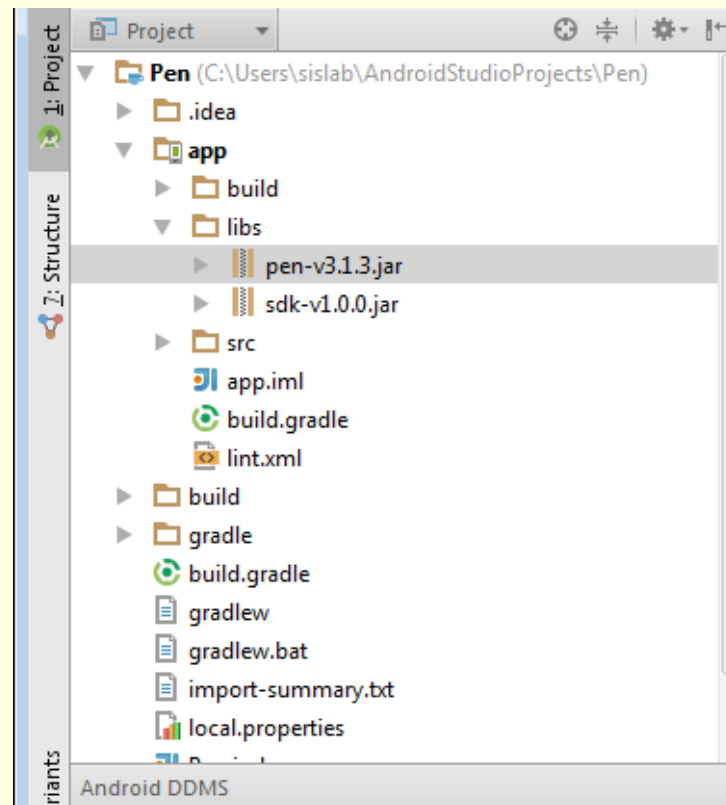 1: Project
7: Structure
riants
Project
Pen (C:\Users\sislab\AndroidStudioProjects\Pen)
.idea
app
build
libs
pen-v3.1.3.jar
sdk-v1.0.0.jar
src
app.iml
build.gradle
lint.xml
build
gradle
build.gradle
gradlew
gradlew.bat
import-summary.txt
local.properties
Android DDMS